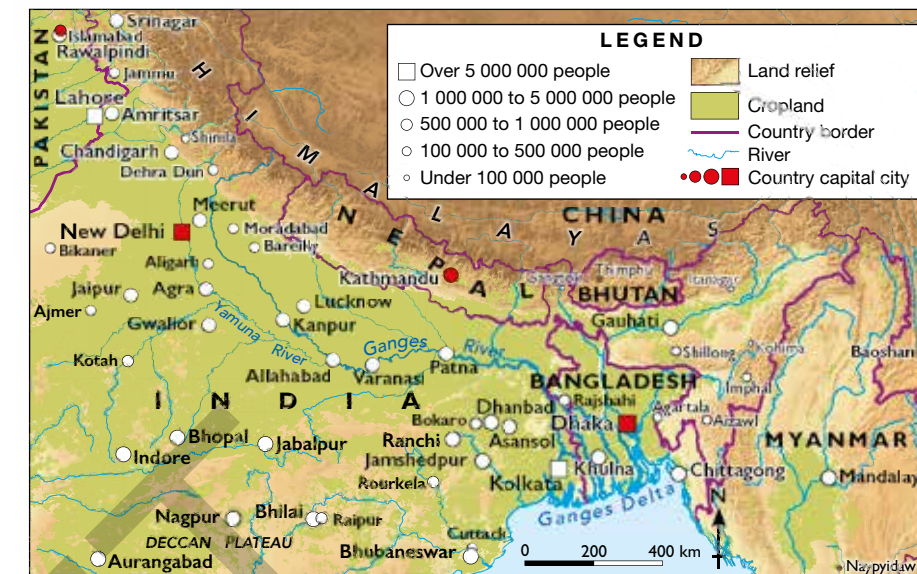 LEGEND
Over 5 000 000 people
1 000 000 to 5 000 000 people
500 000 to 1 000 000 people
100 000 to 500 000 people
Under 100 000 people
Land relief
Cropland
Country border
River
Country capital city
PAKISTAN
Srinagar
Islamabad
Rawalpindi
Jammu
Lahore
Amritsar
Shimla
Chandigarh
Dehra Dun
HIMALAYAS
CHINA
NEPAL
Meerut
New Delhi
Moradabad
Bareilly
Bikaner
Aligarh
Kathmandu
Thimphu
Itanagar
BHUTAN
Jaipur
Agra
Lucknow
Ajmer
Gwalior
Kanpur
Gauhati
Yamuna River
Ganges River
Kotah
Allahabad
Varanasi
Patna
Shillong
Kohima
Baoshan
INDIA
BANGLADESH
Imphal
Rajshahi
Dhanbad
Agartala
Bokaro
Dhaka
Aizawl
Bhopal
Jabalpur
Ranchi
Asansol
MYANMAR
Indore
Jamshedpur
Khulna
Chittagong
Mandalay
Rourkela
Kolkata
Ganges Delta
N
Nagpur
Bhilai
Raipur
DECCAN PLATEAU
Cuttack
Bhubaneswar
Aurangabad
0 200 400 km
Naypyidaw